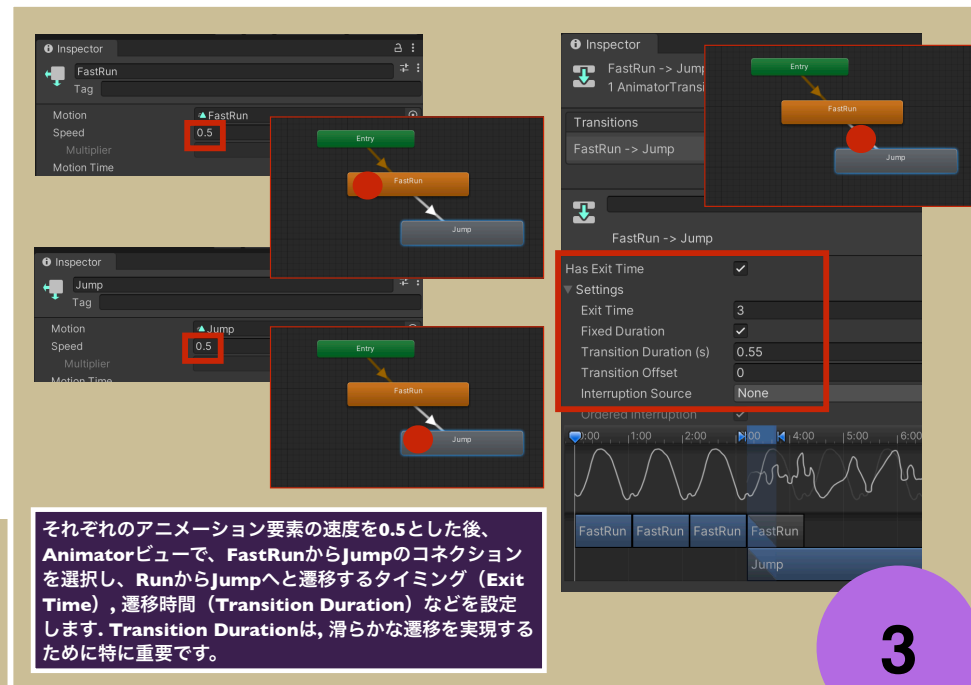 Inspector
FastRun
Tag
Motion
FastRun
Speed
0.5
Multiplier
Motion Time
Entry
FastRun
Jump
Inspector
Jump
Tag
Motion
Jump
Speed
0.5
Multiplier
Motion Time
Entry
FastRun
Jump
それぞれのアニメーション要素の速度を0.5とした後、
Animatorビューで、FastRunからJumpのコネクション
を選択し、RunからJumpへと遷移するタイミング（Exit
Time）, 遷移時間（Transition Duration）などを設定
します. Transition Durationは, 滑らかな遷移を実現する
ために特に重要です。
Inspector
FastRun -> Jump
1 AnimatorTransi
Entry
FastRun
Jump
Transitions
FastRun -> Jump
FastRun -> Jump
Has Exit Time
Settings
Exit Time
3
Fixed Duration
Transition Duration (s)
0.55
Transition Offset
0
Interruption Source
None
Ordered Interruption
0:00 1:00 2:00 3:00 4:00 5:00 6:00
FastRun FastRun FastRun FastRun
Jump
3